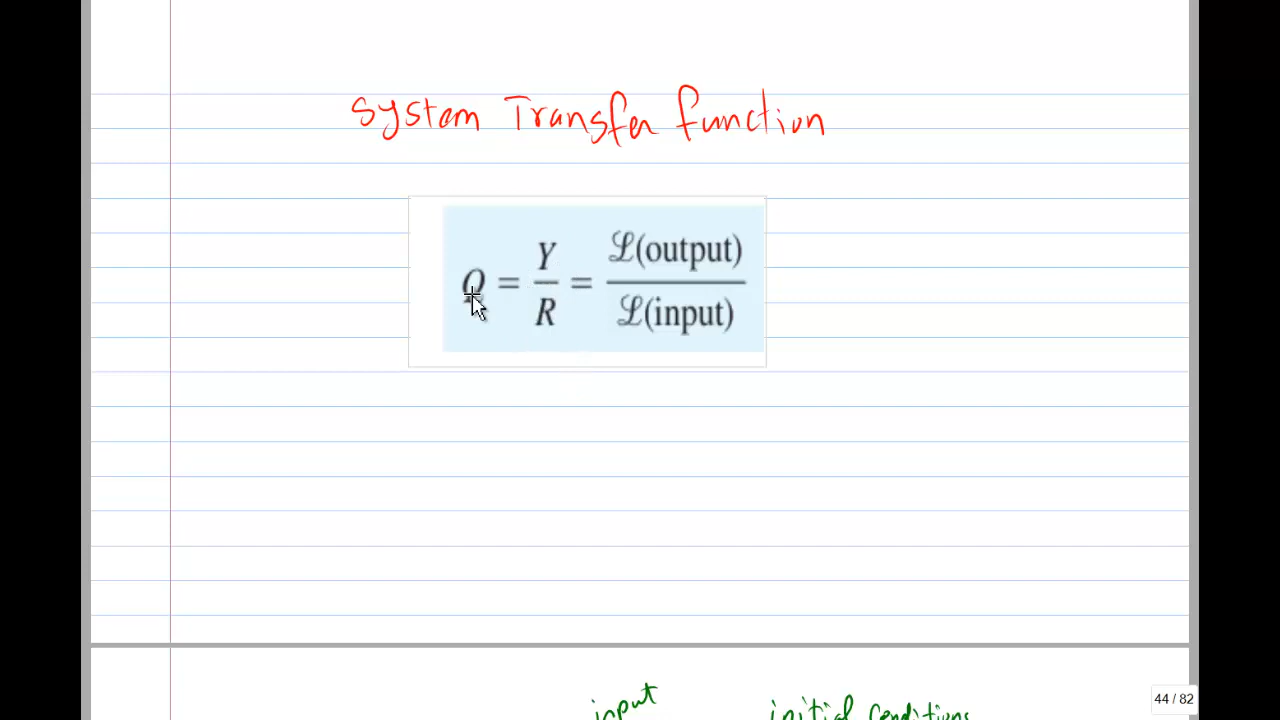 System Transfer function
Q = Y/R = ℒ(output)/ℒ(input)
input initial conditions
44 / 82